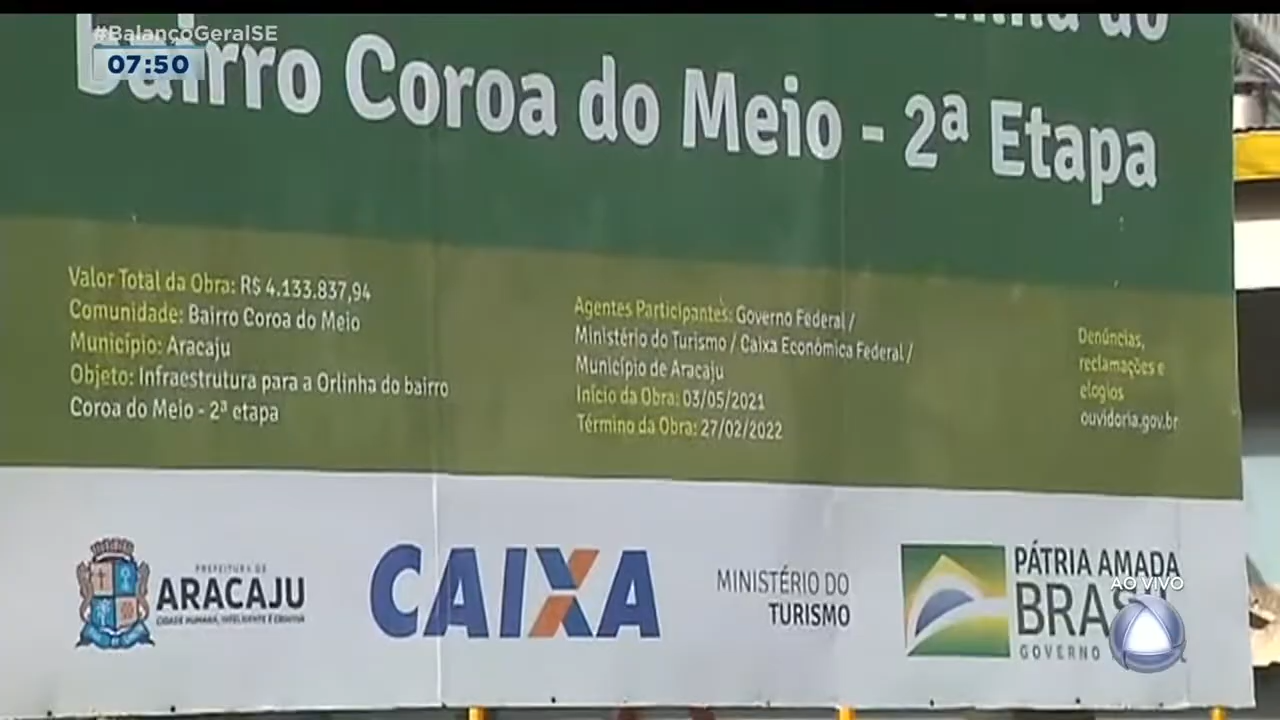 #BalançoGeralSE
07:50
Bairro Coroa do Meio - 2ª Etapa
Valor Total da Obra: R$ 4.133.837,94
Comunidade: Bairro Coroa do Meio
Município: Aracaju
Objeto: Infraestrutura para a Orlinha do bairro
Coroa do Meio - 2ª etapa
Agentes Participantes: Governo Federal /
Ministério do Turismo / Caixa Econômica Federal /
Município de Aracaju
Início da Obra: 03/05/2021
Término da Obra: 27/02/2022
Denúncias,
reclamações e
elogios
ouvidoria.gov.br
PREFEITURA DE
ARACAJU
CIDADE HUMANA, INTELIGENTE E CRIATIVA
CAIXA
MINISTÉRIO DO
TURISMO
PÁTRIA AMADA
BRASIL
GOVERNO
AO VIVO